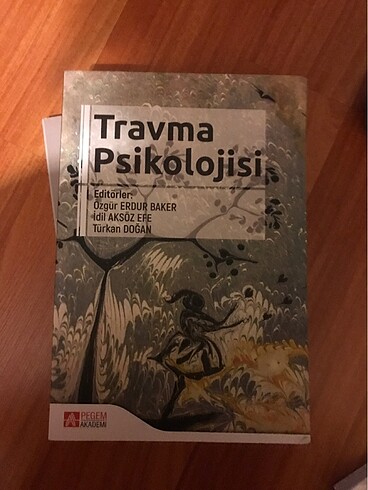 Travma
Psikolojisi
Editörler:
Özgür ERDUR BAKER
İdil AKSÖZ EFE
Türkan DOĞAN
PEGEM
AKADEMİ